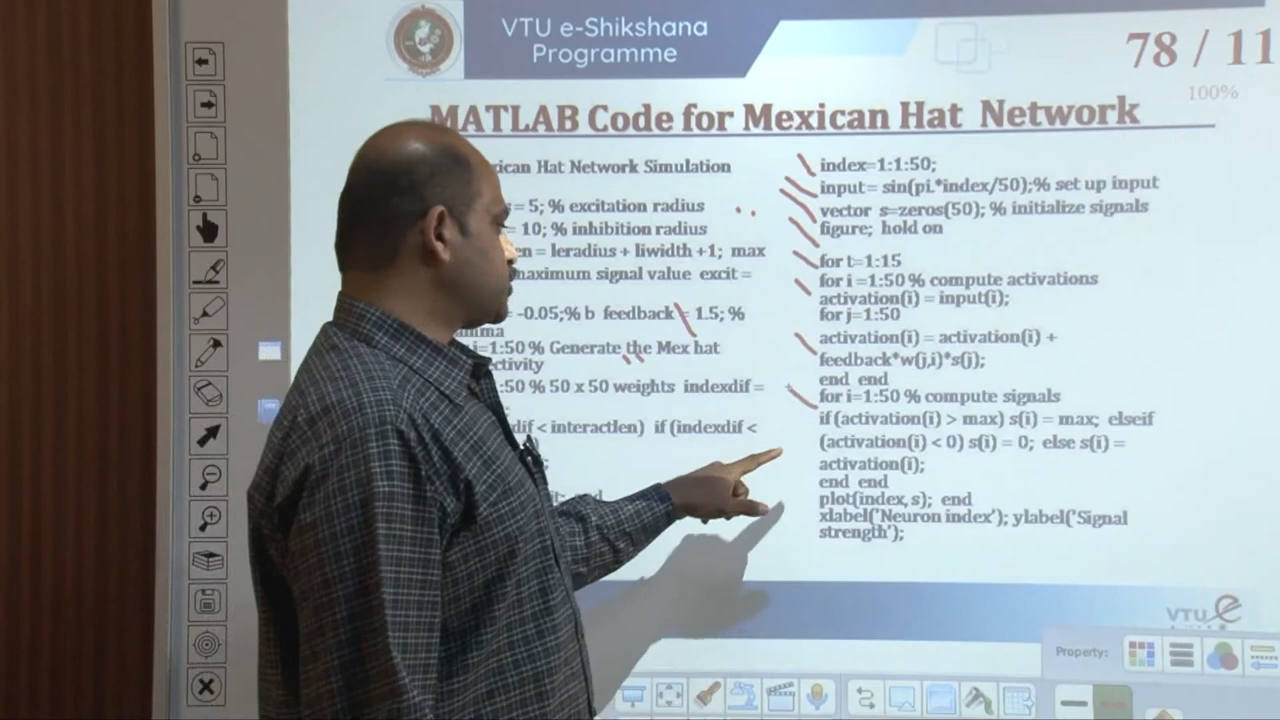 VTU e-Shikshana
Programme
78 / 11
100%
MATLAB Code for Mexican Hat Network
Hat Network Simulation
= 5; % excitation radius
= 10; % inhibition radius
= leradius + liwidth +1; max
maximum signal value excit =
-0.05;% b feedback = 1.5; %
i=1:50 % Generate the Mex hat
:50 % 50 x 50 weights indexdif =
< interactlen) if (indexdif <
end
index=1:1:50;
input = sin(pi.*index/50);% set up input
vector s=zeros(50); % initialize signals
figure; hold on
for t=1:15
for i =1:50 % compute activations
activation(i) = input(i);
for j=1:50
activation(i) = activation(i) +
feedback*w(j,i)*s(j);
end end
for i=1:50 % compute signals
if (activation(i) > max) s(i) = max; elseif
(activation(i) < 0) s(i) = 0; else s(i) =
activation(i);
end end
plot(index, s); end
xlabel('Neuron index'); ylabel('Signal
strength');
VTU e
Property: